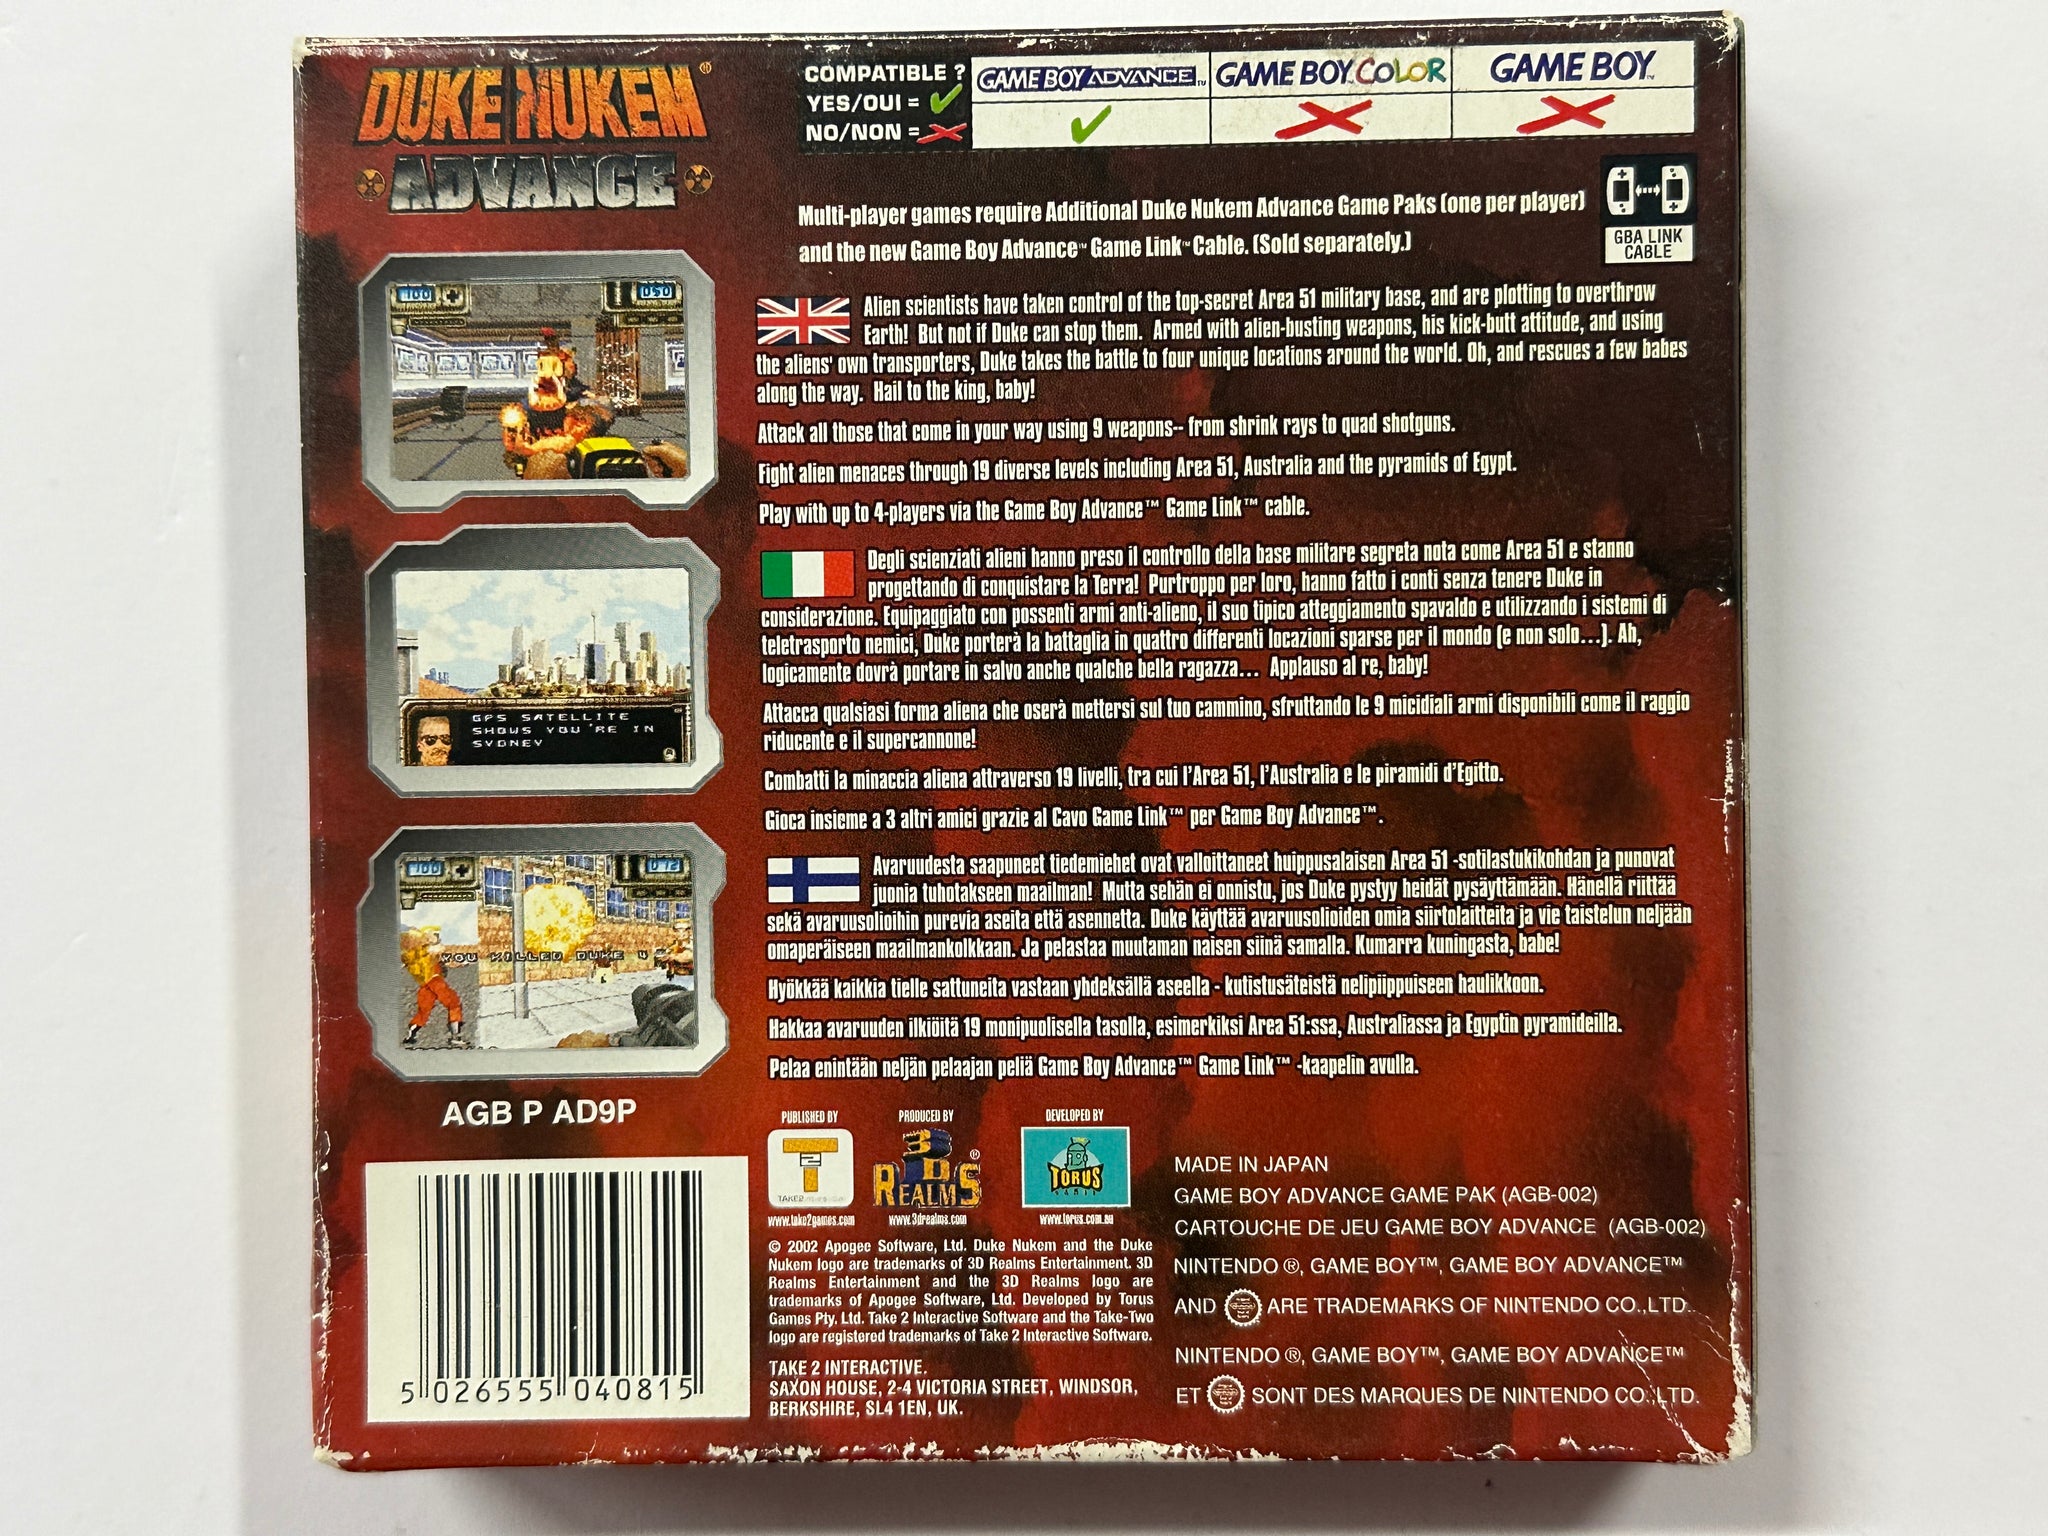 DUKE NUKEM®
ADVANCE
COMPATIBLE ?
YES/OUI =
NO/NON =
GAME BOY ADVANCE™
GAME BOY COLOR
GAME BOY™
Multi-player games require Additional Duke Nukem Advance Game Paks (one per player)
and the new Game Boy Advance™ Game Link™ Cable. (Sold separately.)
GBA LINK
CABLE
100
050
Alien scientists have taken control of the top-secret Area 51 military base, and are plotting to overthrow
Earth! But not if Duke can stop them. Armed with alien-busting weapons, his kick-butt attitude, and using
the aliens' own transporters, Duke takes the battle to four unique locations around the world. Oh, and rescues a few babes
along the way. Hail to the king, baby!
Attack all those that come in your way using 9 weapons-- from shrink rays to quad shotguns.
Fight alien menaces through 19 diverse levels including Area 51, Australia and the pyramids of Egypt.
Play with up to 4-players via the Game Boy Advance™ Game Link™ cable.
GPS SATELLITE
SHOWS YOU'RE IN
SYDNEY
Degli scienziati alieni hanno preso il controllo della base militare segreta nota come Area 51 e stanno
progettando di conquistare la Terra! Purtroppo per loro, hanno fatto i conti senza tenere Duke in
considerazione. Equipaggiato con possenti armi anti-alieno, il suo tipico atteggiamento spavaldo e utilizzando i sistemi di
teletrasporto nemici, Duke porterà la battaglia in quattro differenti locazioni sparse per il mondo (e non solo...). Ah,
logicamente dovrà portare in salvo anche qualche bella ragazza... Applauso al re, baby!
Attacca qualsiasi forma aliena che oserà mettersi sul tuo cammino, sfruttando le 9 micidiali armi disponibili come il raggio
riducente e il supercannone!
Combatti la minaccia aliena attraverso 19 livelli, tra cui l'Area 51, l'Australia e le piramidi d'Egitto.
Gioca insieme a 3 altri amici grazie al Cavo Game Link™ per Game Boy Advance™.
100
YOU KILLED DUKE 4
Avaruudesta saapuneet tiedemiehet ovat valloittaneet huippusalaisen Area 51 -sotilastukikohdan ja punovat
juonia tuhotakseen maailman! Mutta sehän ei onnistu, jos Duke pystyy heidät pysäyttämään. Hänellä riittää
sekä avaruusolioihin purevia aseita että asennetta. Duke käyttää avaruusolioiden omia siirtolaitteita ja vie taistelun neljään
omaperäiseen maailmankolkkaan. Ja pelastaa muutaman naisen siinä samalla. Kumarra kuningasta, babe!
Hyökkää kaikkia tielle sattuneita vastaan yhdeksällä aseella - kutistusäteistä nelipiippuiseen haulikkoon.
Hakkaa avaruuden ilkiöitä 19 monipuolisella tasolla, esimerkiksi Area 51:ssa, Australiassa ja Egyptin pyramideilla.
Pelaa enintään neljän pelaajan peliä Game Boy Advance™ Game Link™ -kaapelin avulla.
AGB P AD9P
5 026555 040815
PUBLISHED BY
T2
TAKE2
www.take2games.com
PRODUCED BY
3D
REALMS®
www.3drealms.com
DEVELOPED BY
TORUS
GAMES
www.torus.com.au
© 2002 Apogee Software, Ltd. Duke Nukem and the Duke
Nukem logo are trademarks of 3D Realms Entertainment. 3D
Realms Entertainment and the 3D Realms logo are
trademarks of Apogee Software, Ltd. Developed by Torus
Games Pty. Ltd. Take 2 Interactive Software and the Take-Two
logo are registered trademarks of Take 2 Interactive Software.
TAKE 2 INTERACTIVE.
SAXON HOUSE, 2-4 VICTORIA STREET, WINDSOR,
BERKSHIRE, SL4 1EN, UK.
MADE IN JAPAN
GAME BOY ADVANCE GAME PAK (AGB-002)
CARTOUCHE DE JEU GAME BOY ADVANCE (AGB-002)
NINTENDO ®, GAME BOY™, GAME BOY ADVANCE™
AND ARE TRADEMARKS OF NINTENDO CO.,LTD.
NINTENDO ®, GAME BOY™, GAME BOY ADVANCE™
ET SONT DES MARQUES DE NINTENDO CO.,LTD.